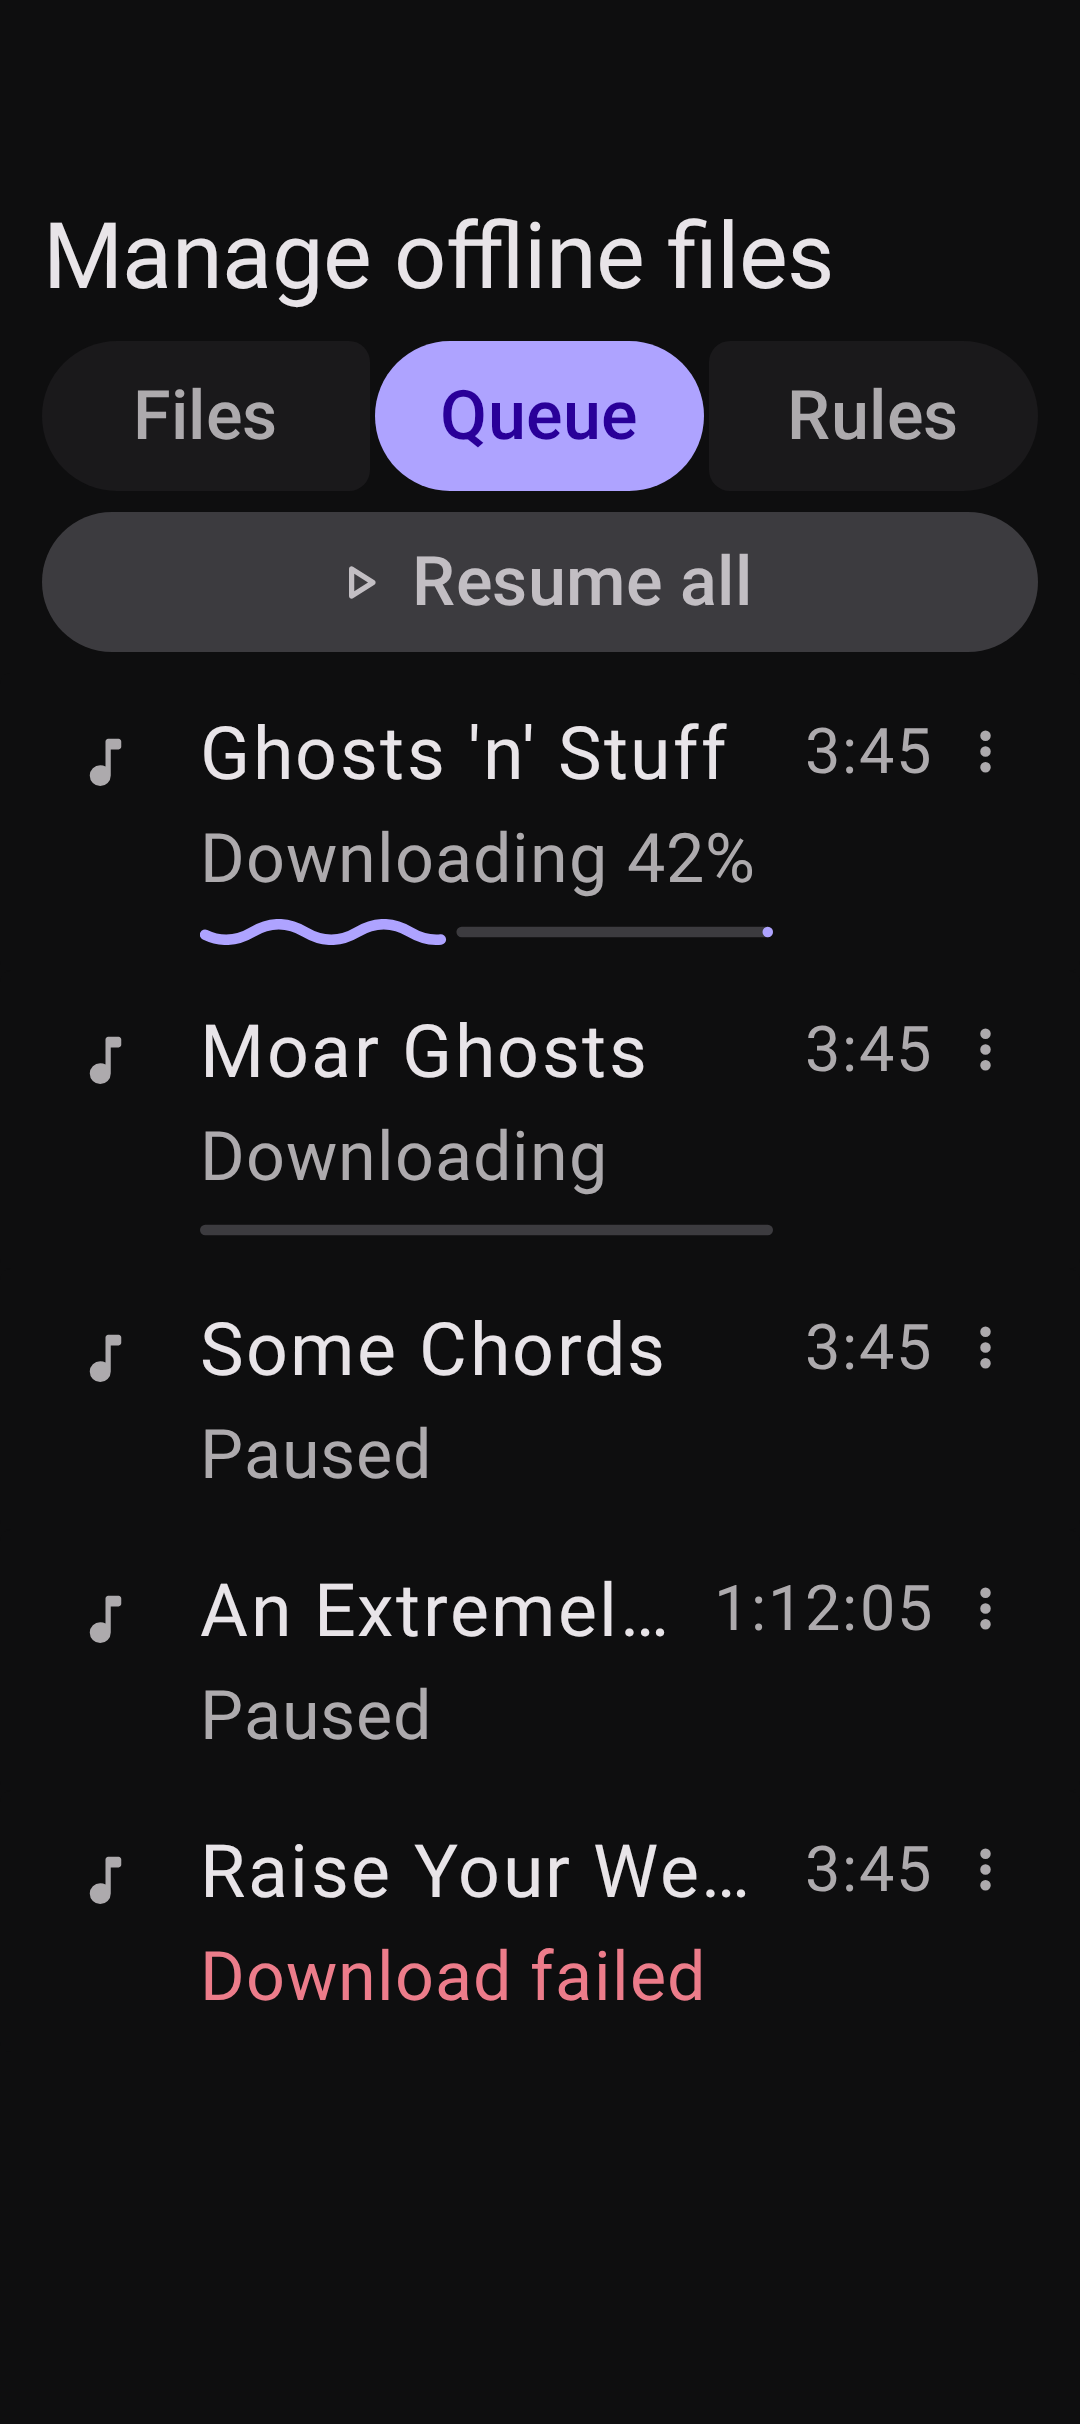 Manage offline files
Files Queue Rules
Resume all
Ghosts 'n' Stuff 3:45
Downloading 42%
Moar Ghosts 3:45
Downloading
Some Chords 3:45
Paused
An Extremel... 1:12:05
Paused
Raise Your We... 3:45
Download failed